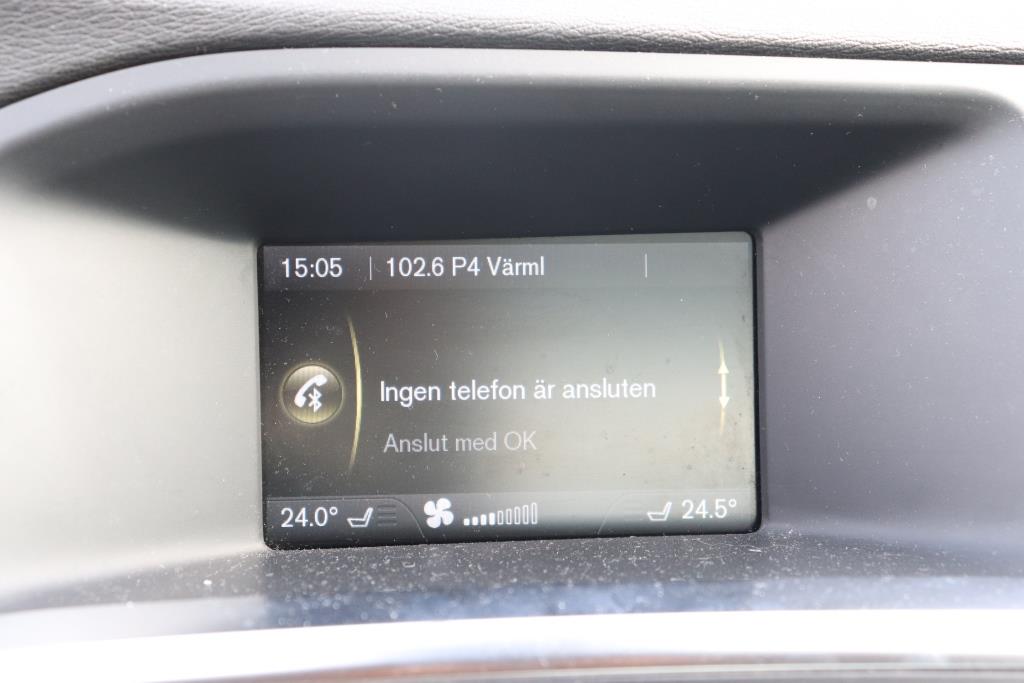 15:05 102.6 P4 Värml
Ingen telefon är ansluten
Anslut med OK
24.0° 24.5°